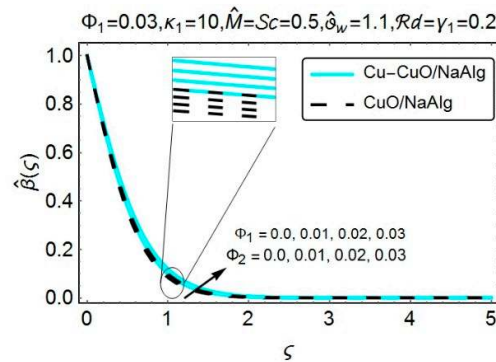 Φ₁=0.03,κ₁=10,M̂=Sc=0.5,ϑ̂w=1.1,ℛd=γ₁=0.2
1.0
0.8
0.6
0.4
0.2
0.0
β̂(ς)
Cu–CuO/NaAlg
CuO/NaAlg
Φ₁ = 0.0, 0.01, 0.02, 0.03
Φ₂ = 0.0, 0.01, 0.02, 0.03
0 1 2 3 4 5
ς